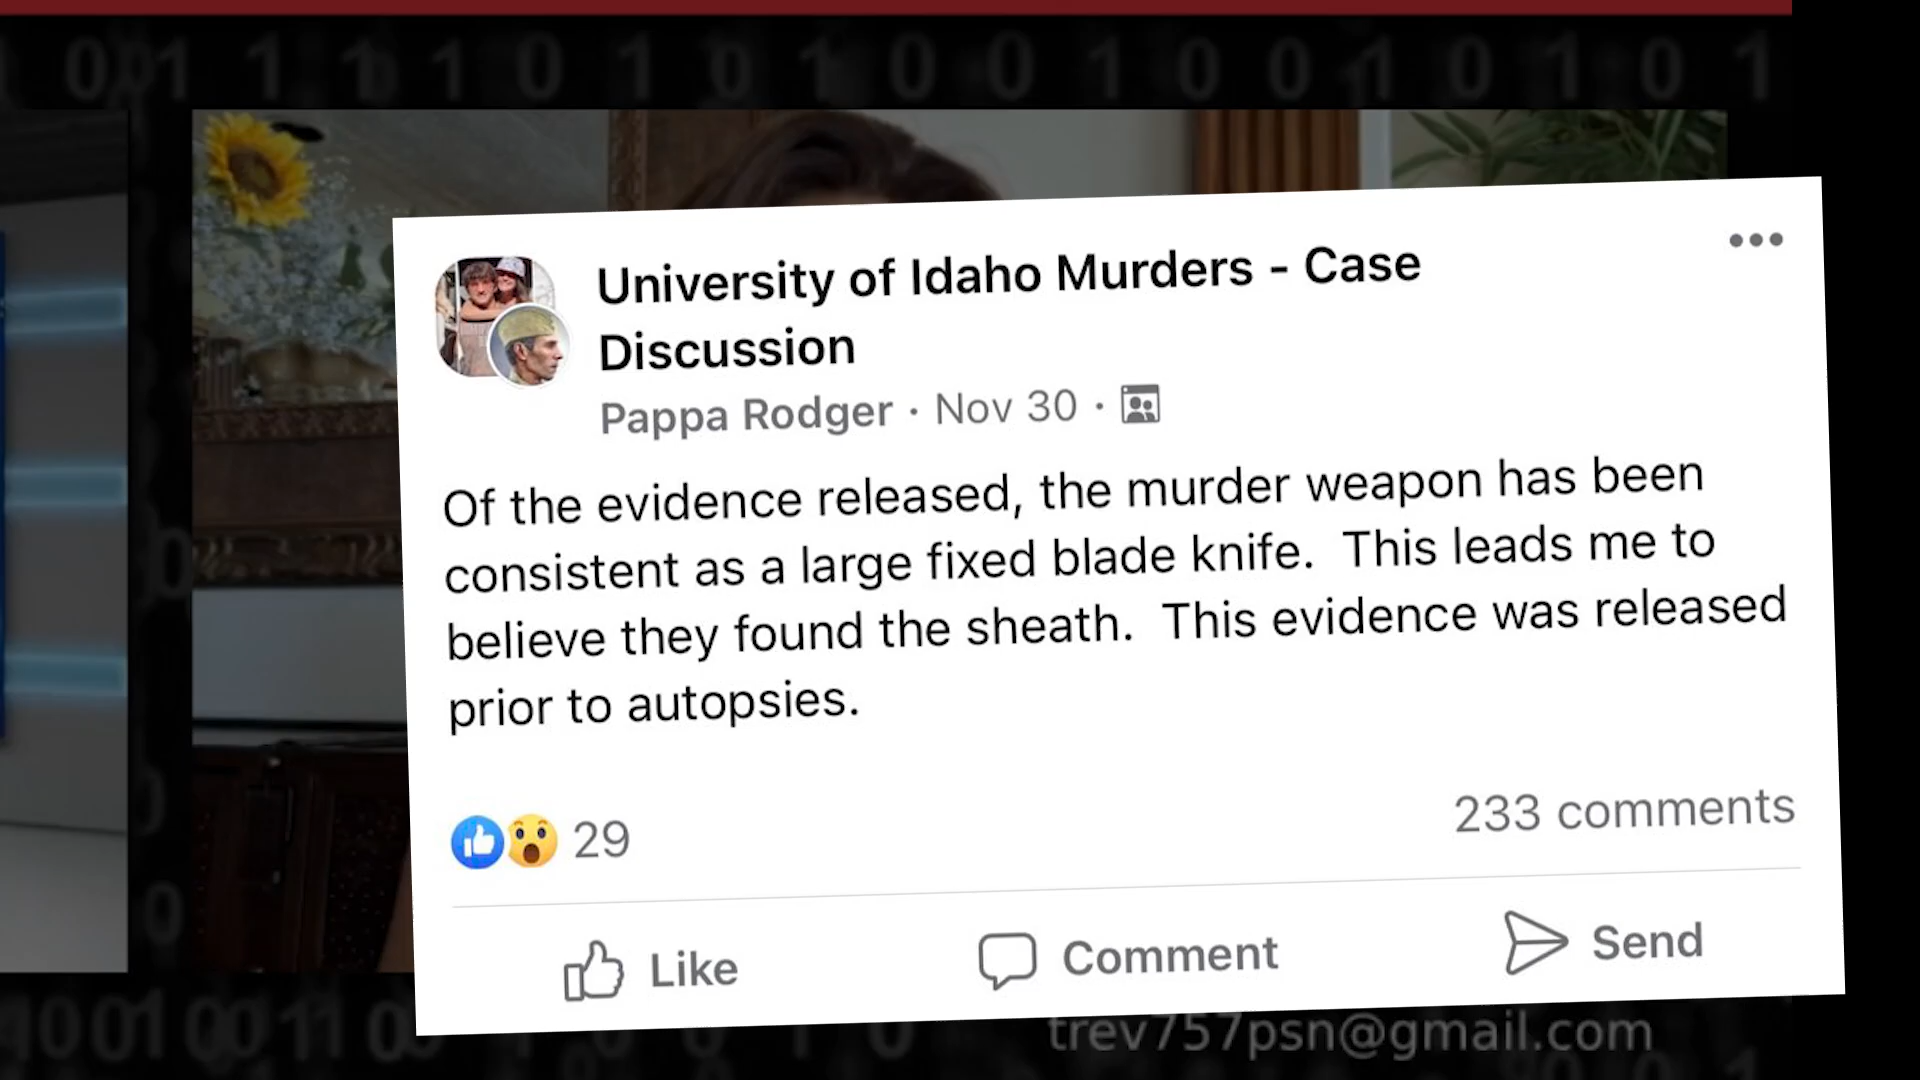 001 1 1 1 1 0 1 0 1 0 0 1 0 0 1 0 1 0 1
University of Idaho Murders - Case
Discussion
Pappa Rodger · Nov 30 ·
Of the evidence released, the murder weapon has been
consistent as a large fixed blade knife. This leads me to
believe they found the sheath. This evidence was released
prior to autopsies.
29
233 comments
Like
Comment
Send
trev757psn@gmail.com